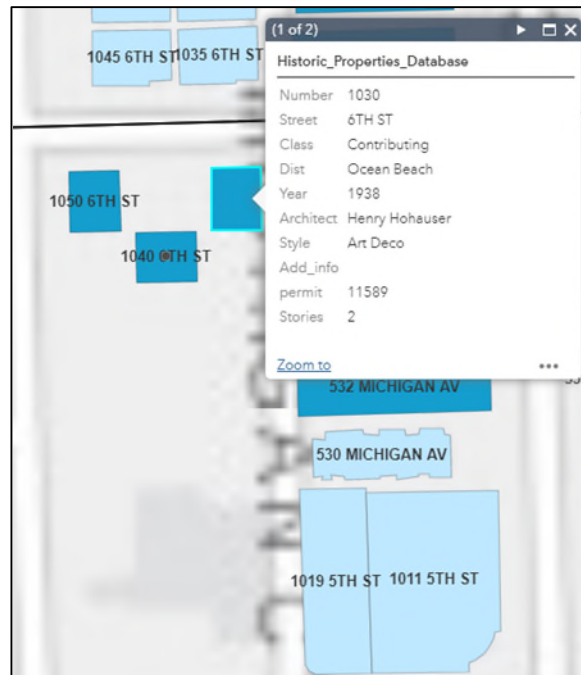 1045 6TH ST
1035 6TH ST
(1 of 2)
Historic_Properties_Database
Number 1030
Street 6TH ST
Class Contributing
Dist Ocean Beach
Year 1938
Architect Henry Hohauser
Style Art Deco
Add_info
permit 11589
Stories 2
Zoom to
1050 6TH ST
1040 6TH ST
532 MICHIGAN AV
530 MICHIGAN AV
1019 5TH ST
1011 5TH ST